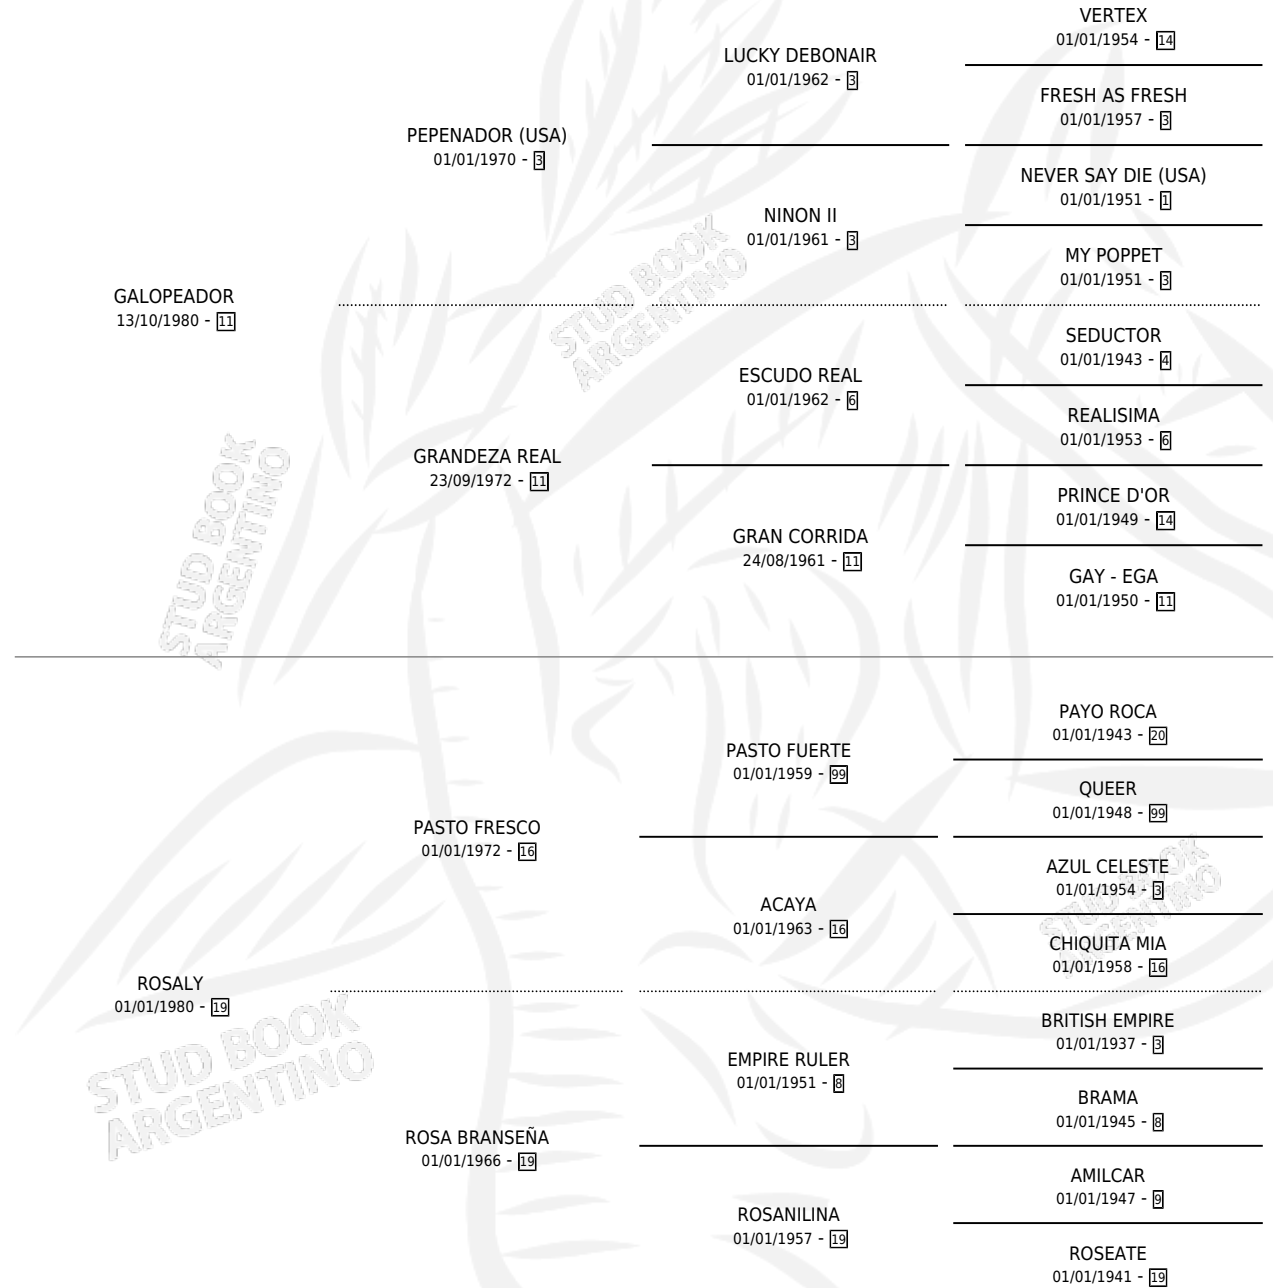 VERTEX
01/01/1954 - 14
LUCKY DEBONAIR
01/01/1962 - 3
FRESH AS FRESH
01/01/1957 - 3
PEPENADOR (USA)
01/01/1970 - 3
NEVER SAY DIE (USA)
01/01/1951 - 1
NINON II
01/01/1961 - 3
MY POPPET
01/01/1951 - 3
STUD BOOK
ARGENTINO
GALOPEADOR
13/10/1980 - 11
SEDUCTOR
01/01/1943 - 4
ESCUDO REAL
01/01/1962 - 6
REALISIMA
01/01/1953 - 6
GRANDEZA REAL
23/09/1972 - 11
PRINCE D'OR
01/01/1949 - 14
GRAN CORRIDA
24/08/1961 - 11
GAY - EGA
01/01/1950 - 11
STUD BOOK
ARGENTINO
PAYO ROCA
01/01/1943 - 20
PASTO FUERTE
01/01/1959 - 99
QUEER
01/01/1948 - 99
PASTO FRESCO
01/01/1972 - 16
AZUL CELESTE
01/01/1954 - 3
ACAYA
01/01/1963 - 16
STUD BOOK
ARGENTINO
CHIQUITA MIA
01/01/1958 - 16
ROSALY
01/01/1980 - 19
BRITISH EMPIRE
01/01/1937 - 3
EMPIRE RULER
01/01/1951 - 8
BRAMA
01/01/1945 - 8
STUD BOOK
ARGENTINO
ROSA BRANSEÑA
01/01/1966 - 19
AMILCAR
01/01/1947 - 9
ROSANILINA
01/01/1957 - 19
ROSEATE
01/01/1941 - 19